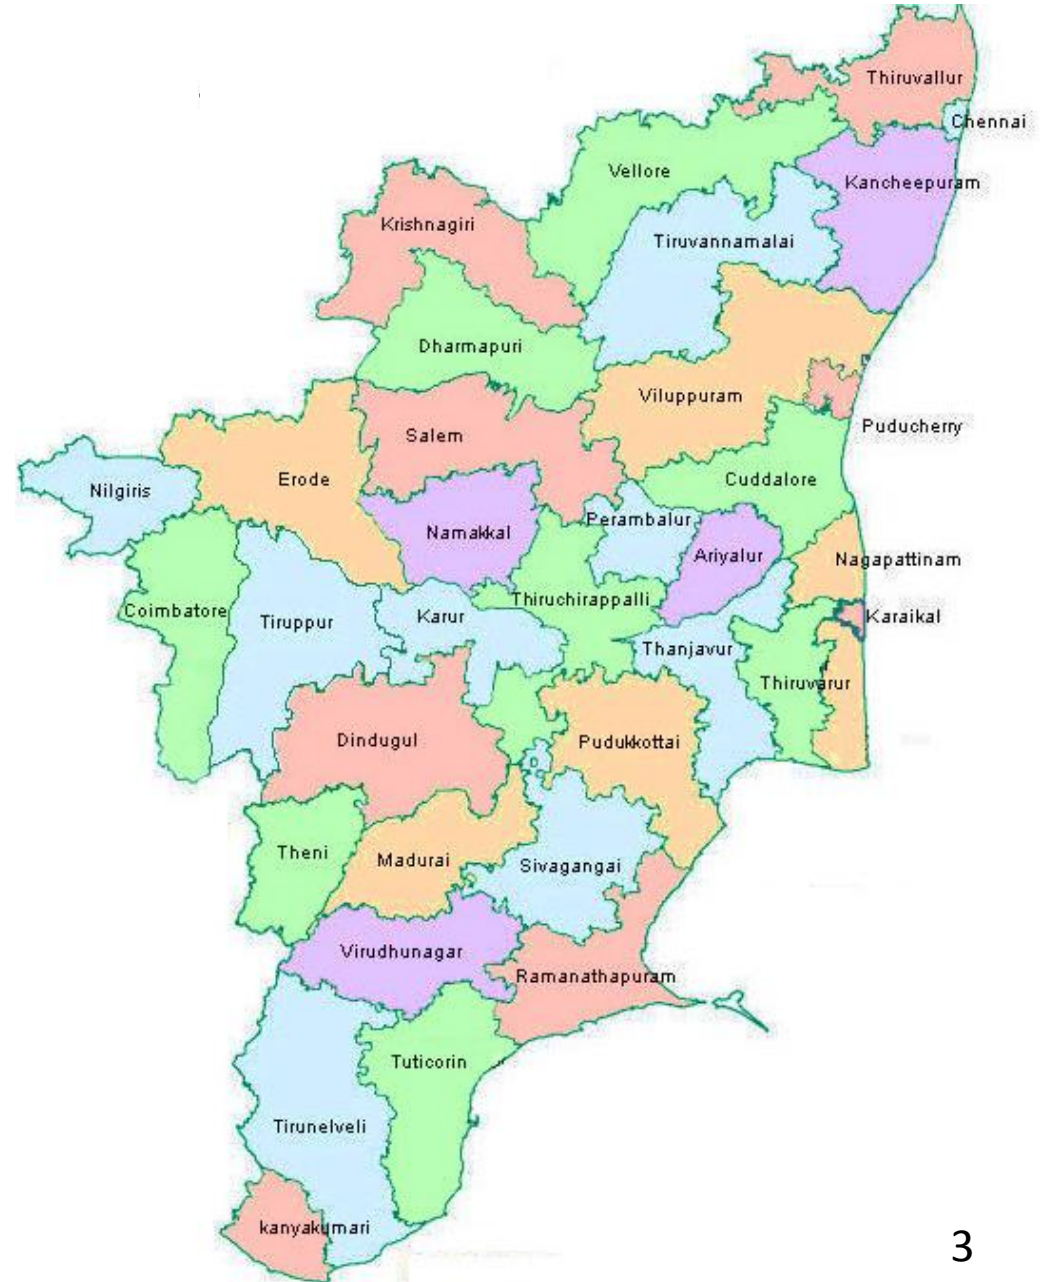 Thiruvallur
Chennai
Vellore
Kancheepuram
Krishnagiri
Tiruvannamalai
Dharmapuri
Viluppuram
Puducherry
Salem
Cuddalore
Erode
Nilgiris
Perambalur
Namakkal
Ariyalur
Nagapattinam
Thiruchirappalli
Coimbatore
Karur
Karaikal
Tiruppur
Thanjavur
Thiruvarur
Dindugul
Pudukkottai
Theni
Madurai
Sivagangai
Virudhunagar
Ramanathapuram
Tuticorin
Tirunelveli
kanyakumari
3